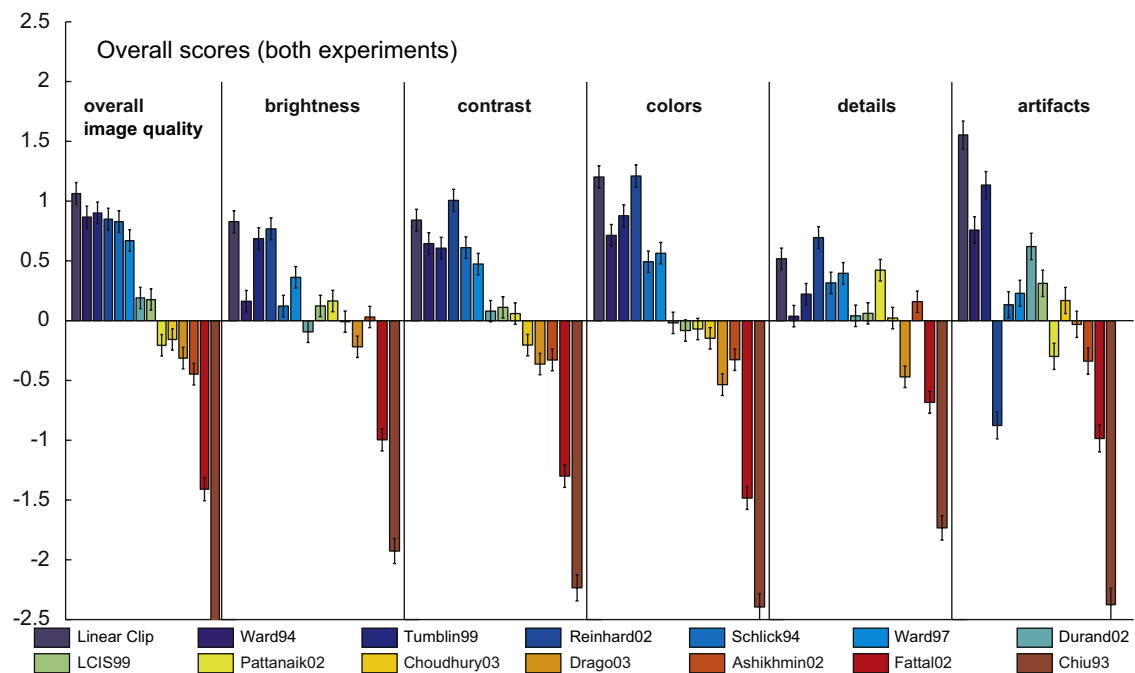 Overall scores (both experiments)
2.5
2
1.5
1
0.5
0
-0.5
-1
-1.5
-2
-2.5
overall
image quality
brightness
contrast
colors
details
artifacts
Linear Clip
Ward94
Tumblin99
Reinhard02
Schlick94
Ward97
Durand02
LCIS99
Pattanaik02
Choudhury03
Drago03
Ashikhmin02
Fattal02
Chiu93